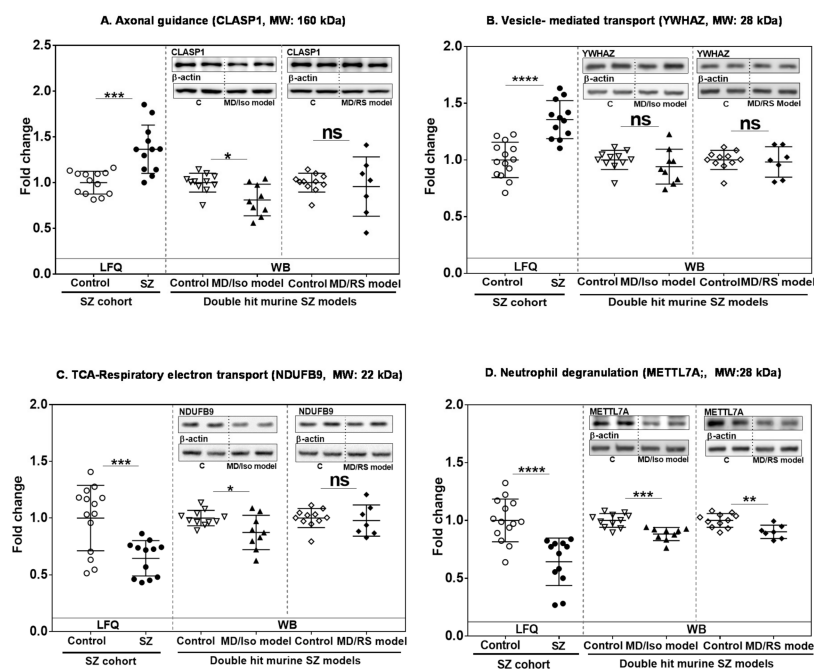 A. Axonal guidance (CLASP1, MW: 160 kDa)
2.5
2.0
1.5
1.0
0.5
0.0
Fold change
CLASP1
β-actin
C MD/Iso model
CLASP1
β-actin
C MD/RS model
***
*
ns
LFQ WB
Control SZ Control MD/Iso model Control MD/RS model
SZ cohort Double hit murine SZ models
B. Vesicle- mediated transport (YWHAZ, MW: 28 kDa)
2.0
1.5
1.0
0.5
0.0
Fold change
YWHAZ
β-actin
C MD/Iso model
YWHAZ
β-actin
C MD/RS Model
****
ns
ns
LFQ WB
Control SZ Control MD/Iso model Control MD/RS model
SZ cohort Double hit murine SZ models
C. TCA-Respiratory electron transport (NDUFB9, MW: 22 kDa)
2.0
1.5
1.0
0.5
0.0
Fold change
NDUFB9
β-actin
C MD/Iso model
NDUFB9
β-actin
C MD/RS model
***
*
ns
LFQ WB
Control SZ Control MD/Iso model Control MD/RS model
SZ cohort Double hit murine SZ models
D. Neutrophil degranulation (METTL7A;, MW:28 kDa)
2.0
1.5
1.0
0.5
0.0
Fold change
METTL7A
β-actin
C MD/Iso model
METTL7A
β-actin
C MD/RS model
****
***
**
LFQ WB
Control SZ Control MD/Iso model Control MD/RS model
SZ cohort Double hit murine SZ models